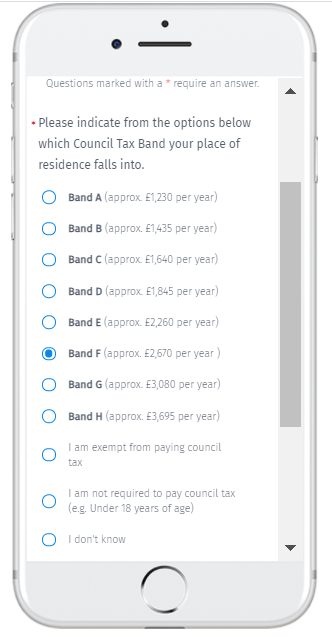 Questions marked with a * require an answer.
* Please indicate from the options below
which Council Tax Band your place of
residence falls into.
Band A (approx. £1,230 per year)
Band B (approx. £1,435 per year)
Band C (approx. £1,640 per year)
Band D (approx. £1,845 per year)
Band E (approx. £2,260 per year)
Band F (approx. £2,670 per year )
Band G (approx. £3,080 per year)
Band H (approx. £3,695 per year)
I am exempt from paying council
tax
I am not required to pay council tax
(e.g. Under 18 years of age)
I don't know